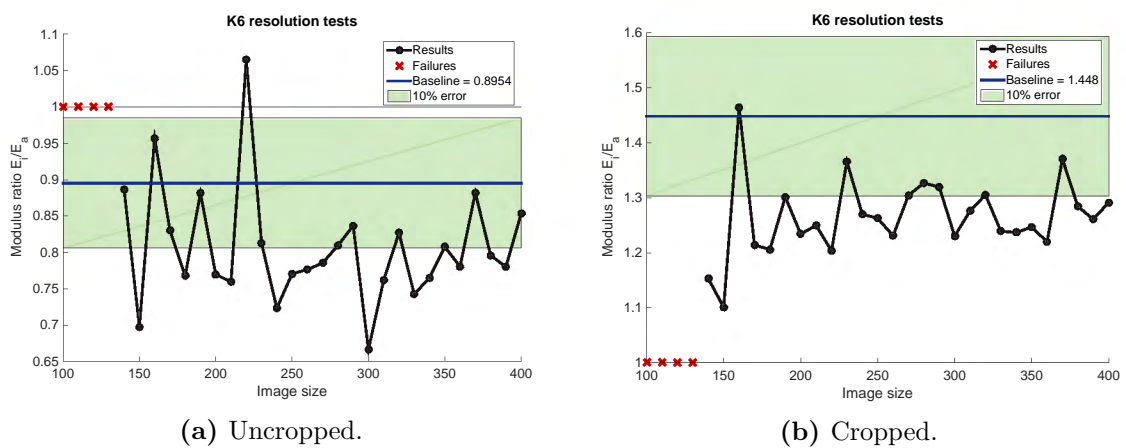 K6 resolution tests
1.1
1.05
1
0.95
0.9
0.85
0.8
0.75
0.7
0.65
Modulus ratio E_i/E_a
100 150 200 250 300 350 400
Image size
Results
Failures
Baseline = 0.8954
10% error
(a) Uncropped.
K6 resolution tests
1.6
1.5
1.4
1.3
1.2
1.1
1
Modulus ratio E_i/E_a
100 150 200 250 300 350 400
Image size
Results
Failures
Baseline = 1.448
10% error
(b) Cropped.